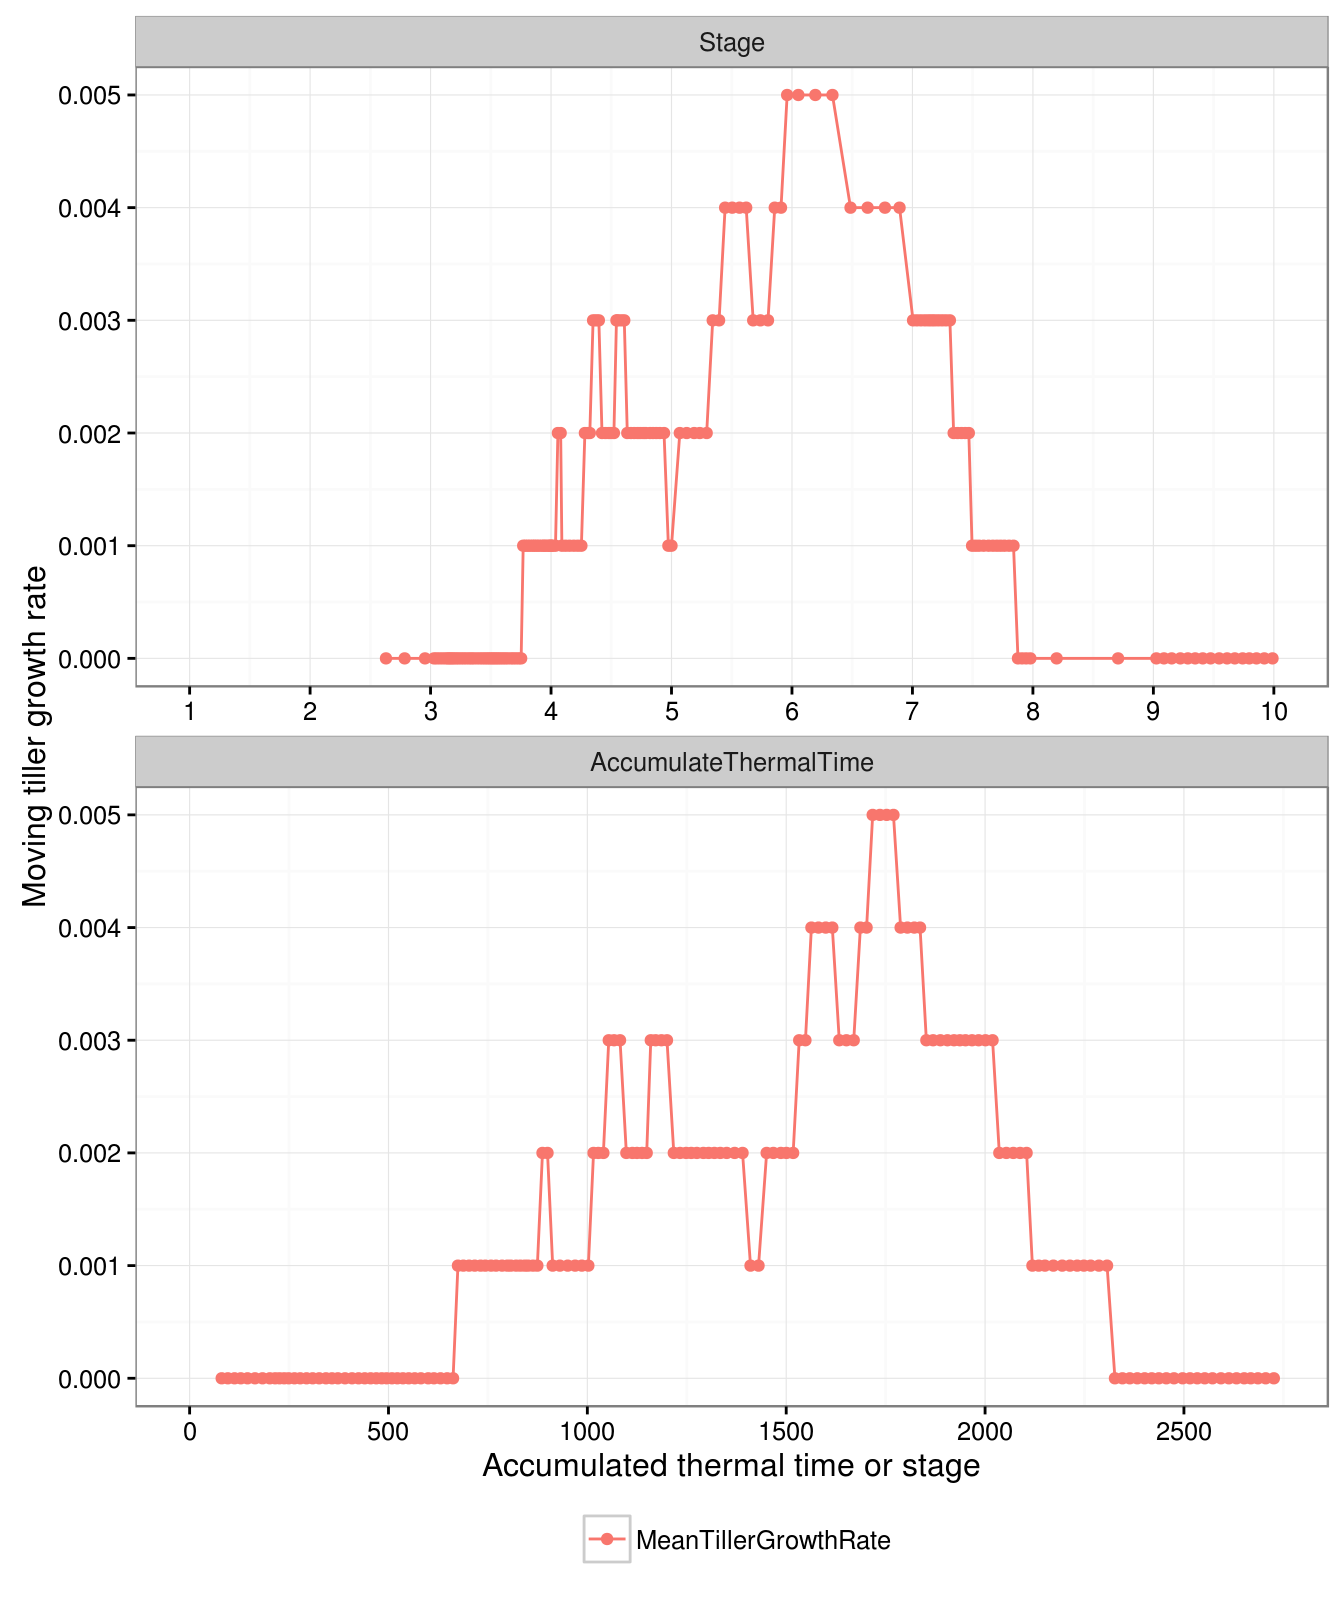 Stage
0.005
0.004
0.003
0.002
0.001
0.000
1 2 3 4 5 6 7 8 9 10
Moving tiller growth rate
AccumulateThermalTime
0.005
0.004
0.003
0.002
0.001
0.000
0 500 1000 1500 2000 2500
Accumulated thermal time or stage
MeanTillerGrowthRate